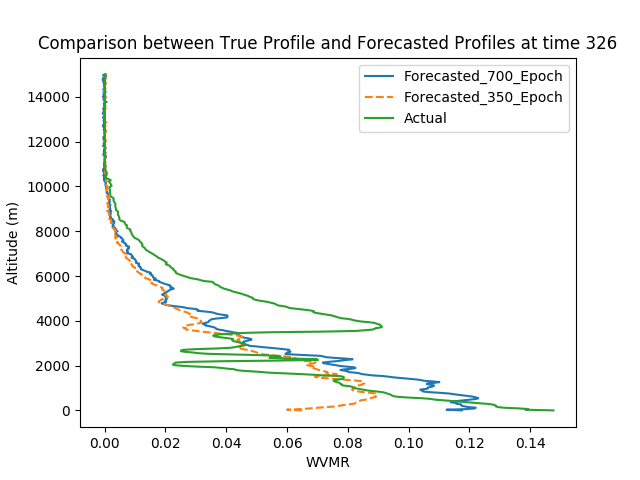 Comparison between True Profile and Forecasted Profiles at time 326
Forecasted_700_Epoch
Forecasted_350_Epoch
Actual
Altitude (m)
14000
12000
10000
8000
6000
4000
2000
0
0.00 0.02 0.04 0.06 0.08 0.10 0.12 0.14
WVMR